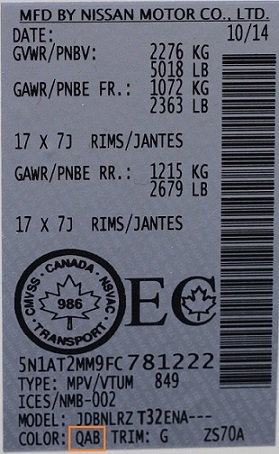 MFD BY NISSAN MOTOR CO., LTD.
DATE: 10/14
GVWR/PNBV: 2276 KG
5018 LB
GAWR/PNBE FR.: 1072 KG
2363 LB
17 X 7J RIMS/JANTES
GAWR/PNBE RR.: 1215 KG
2679 LB
17 X 7J RIMS/JANTES
CMVSS - CANADA - NSVAC
986
TRANSPORT
EC
5N1AT2MM9FC781222
TYPE: MPV/VTUM 849
ICES/NMB-002
MODEL: JDBNLRZ T32ENA---
COLOR: QAB TRIM: G ZS70A